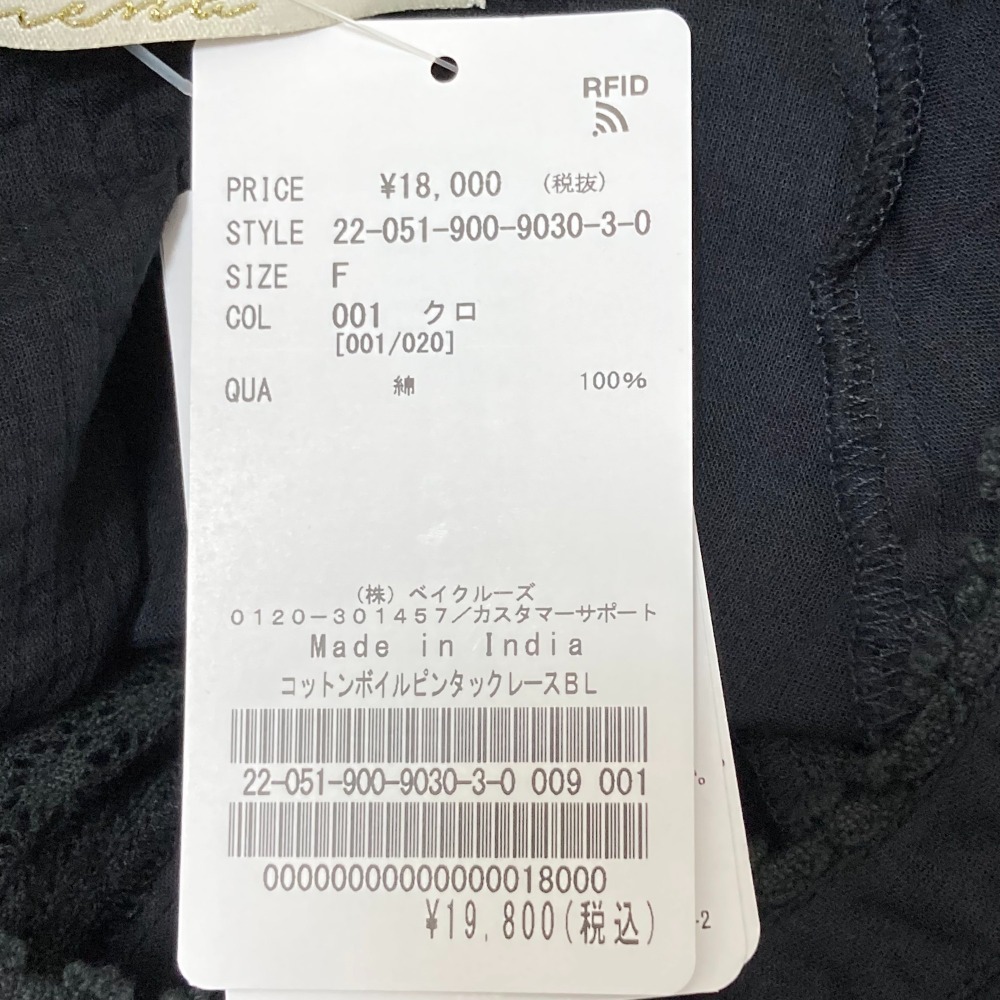 RFID
PRICE ¥18,000 (税抜)
STYLE 22-051-900-9030-3-0
SIZE F
COL 001 クロ
[001/020]
QUA 綿 100%
(株) ベイクルーズ
0120-301457/カスタマーサポート
Made in India
コットンボイルピンタックレースBL
22-051-900-9030-3-0 009 001
00000000000000018000
¥19,800(税込)
-2